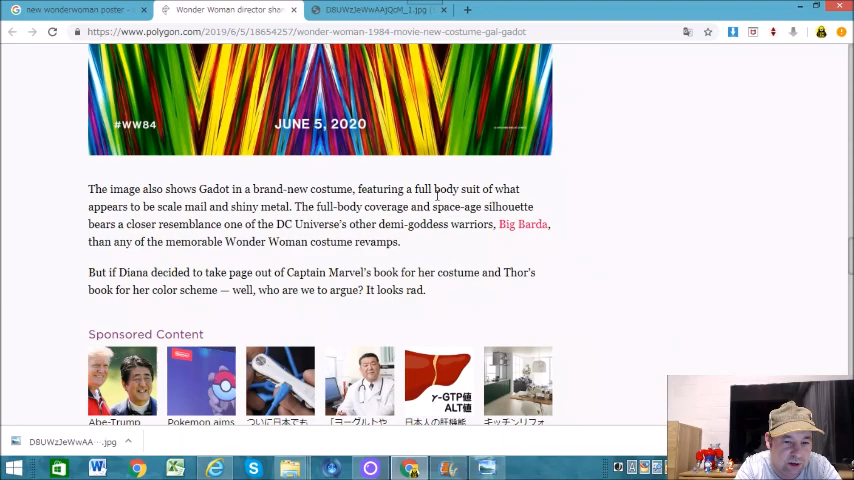 new wonderwoman poster -
Wonder Woman director sha
D8UWzJeWwAAjQcM_1.jpg (
https://www.polygon.com/2019/6/5/18654257/wonder-woman-1984-movie-new-costume-gal-gadot
#WW84
JUNE 5, 2020
The image also shows Gadot in a brand-new costume, featuring a full body suit of what
appears to be scale mail and shiny metal. The full-body coverage and space-age silhouette
bears a closer resemblance one of the DC Universe's other demi-goddess warriors, Big Barda,
than any of the memorable Wonder Woman costume revamps.
But if Diana decided to take page out of Captain Marvel's book for her costume and Thor's
book for her color scheme — well, who are we to argue? It looks rad.
Sponsored Content
γ-GTP値
ALT値
Abe-Trump
Pokemon aims
ついに日本でも
「ヨーグルトや
日本人の肝機能
キッチンリフォ
D8UWzJeWwAA....jpg